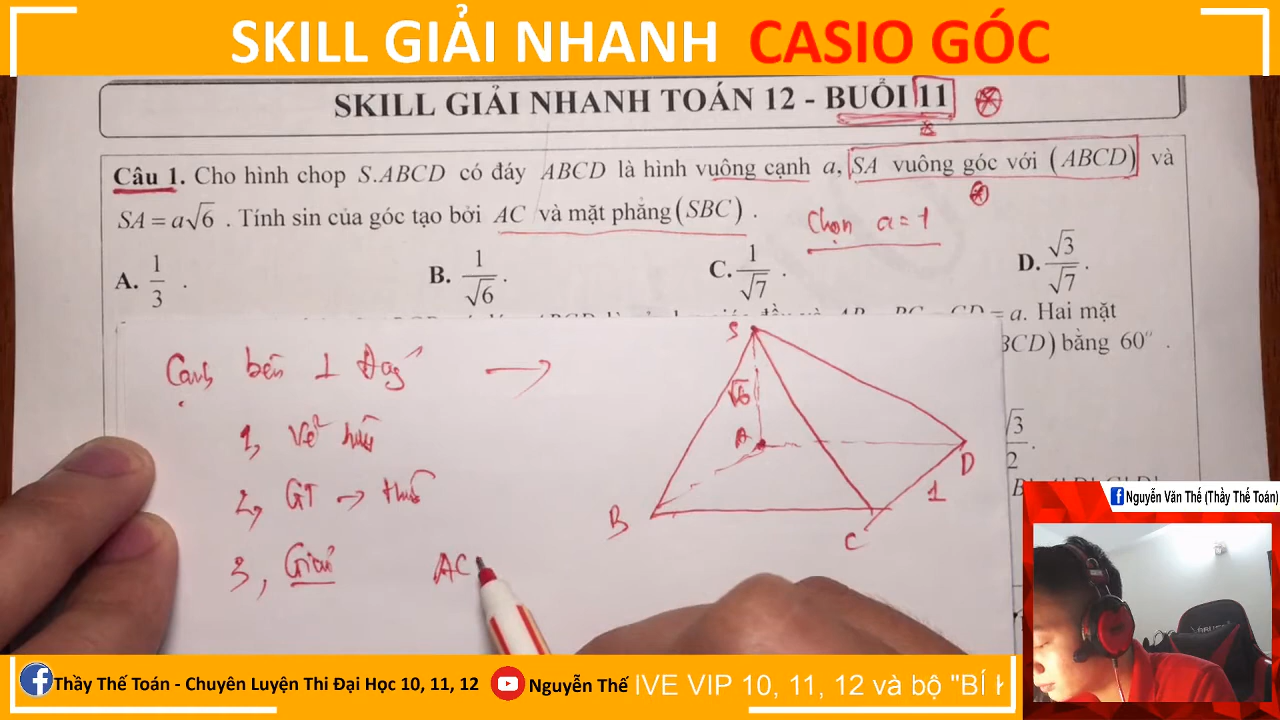 SKILL GIẢI NHANH CASIO GÓC
SKILL GIẢI NHANH TOÁN 12 - BUỔI 11
Câu 1. Cho hình chop S.ABCD có đáy ABCD là hình vuông cạnh a, SA vuông góc với (ABCD) và
SA = a√6 . Tính sin của góc tạo bởi AC và mặt phẳng (SBC) .
Chọn a = 1
A. 1/3 .
B. 1/√6 .
C. 1/√7 .
D. √3/√7 .
= a. Hai mặt
BCD) bằng 60° .
√3/2 .
Cạnh bên ⊥ Đáy →
1, Vẽ hình
2, GT →
3, Giải AC
S
√6
A
B
C
D
1
Nguyễn Văn Thế (Thầy Thế Toán)
Thầy Thế Toán - Chuyên Luyện Thi Đại Học 10, 11, 12
Nguyễn Thế
IVE VIP 10, 11, 12 và bộ "BÍ